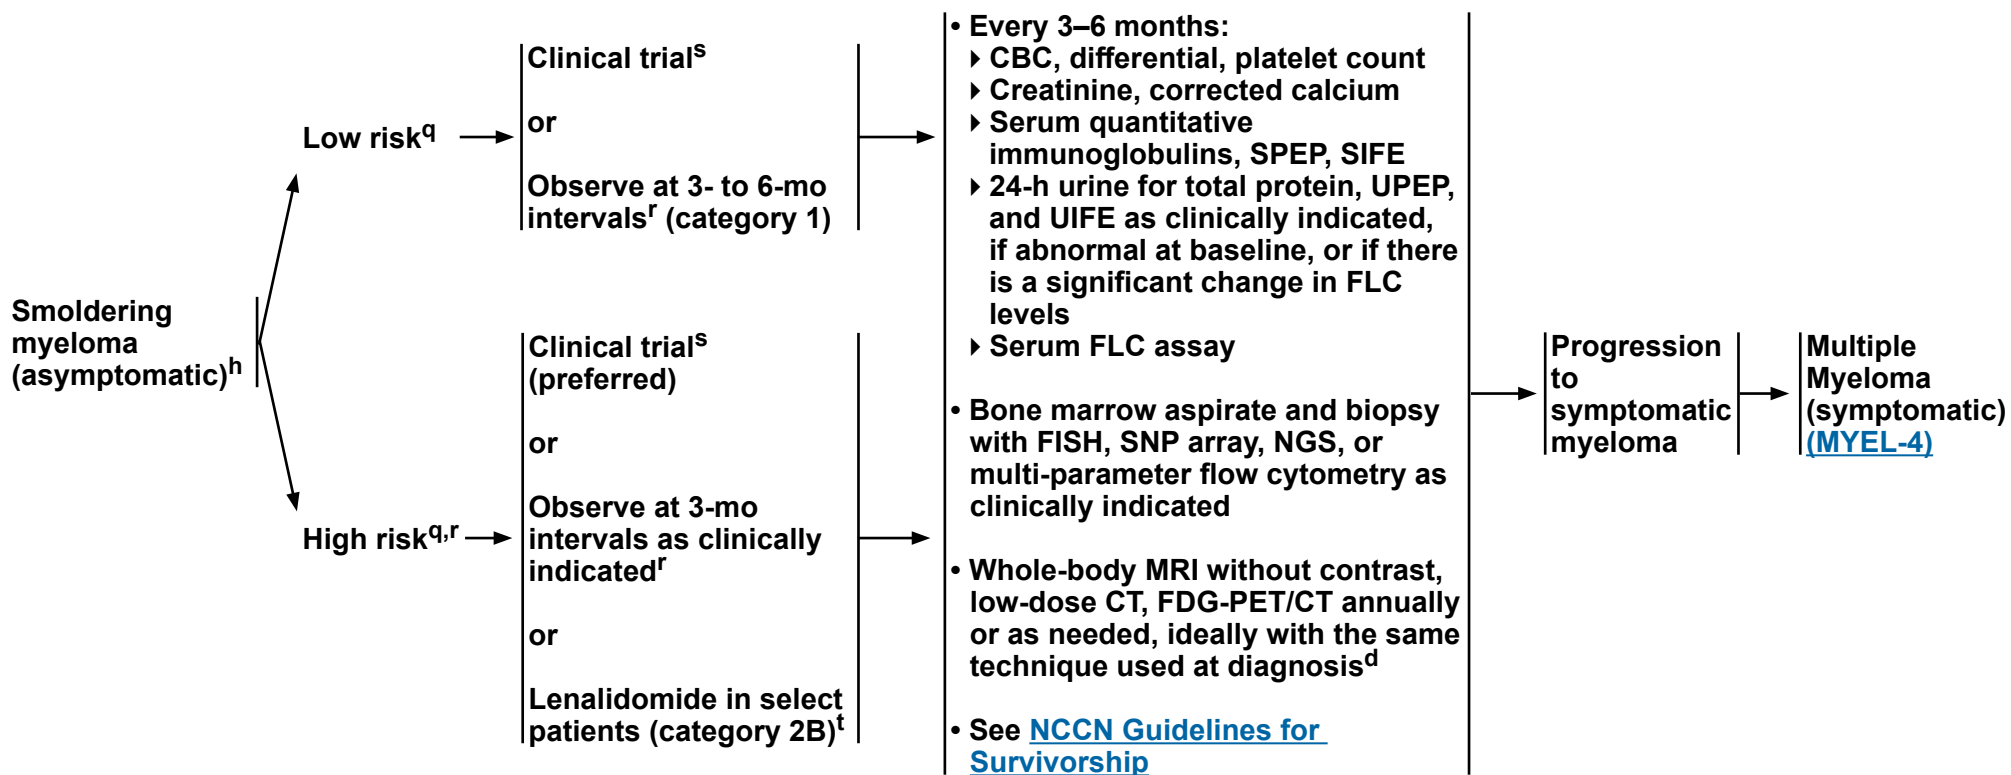 Smoldering
myeloma
(asymptomatic)h
Low riskq
Clinical trials
or
Observe at 3- to 6-mo
intervalsr (category 1)
High riskq,r
Clinical trials
(preferred)
or
Observe at 3-mo
intervals as clinically
indicatedr
or
Lenalidomide in select
patients (category 2B)t
• Every 3–6 months:
▸ CBC, differential, platelet count
▸ Creatinine, corrected calcium
▸ Serum quantitative
immunoglobulins, SPEP, SIFE
▸ 24-h urine for total protein, UPEP,
and UIFE as clinically indicated,
if abnormal at baseline, or if there
is a significant change in FLC
levels
▸ Serum FLC assay
• Bone marrow aspirate and biopsy
with FISH, SNP array, NGS, or
multi-parameter flow cytometry as
clinically indicated
• Whole-body MRI without contrast,
low-dose CT, FDG-PET/CT annually
or as needed, ideally with the same
technique used at diagnosisd
• See NCCN Guidelines for
Survivorship
Progression
to
symptomatic
myeloma
Multiple
Myeloma
(symptomatic)
(MYEL-4)